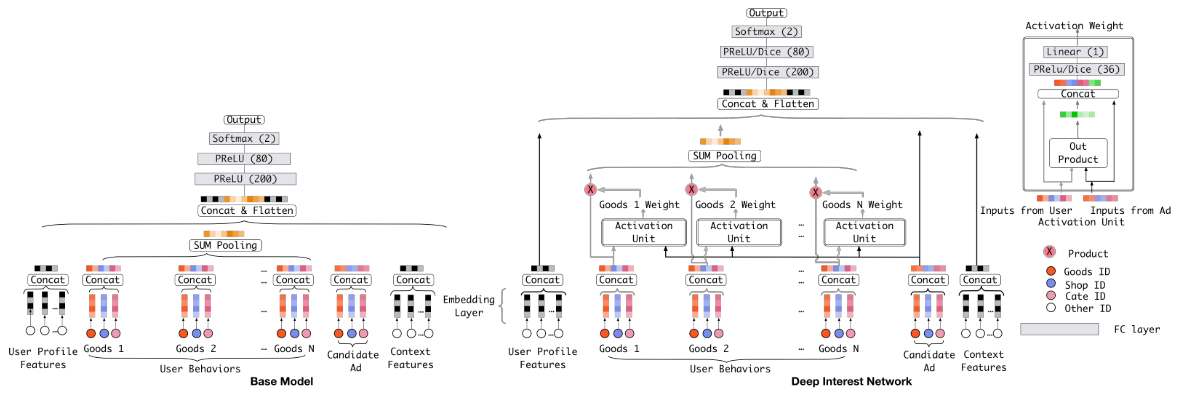 Output
Softmax (2)
PReLU (80)
PReLU (200)
Concat & Flatten
SUM Pooling
Concat
Concat
Concat
...
Concat
Concat
Concat
...
...
...
User Profile
Features
Goods 1
Goods 2
...
Goods N
Candidate
Ad
Context
Features
User Behaviors
Base Model
Output
Softmax (2)
PReLU/Dice (80)
PReLU/Dice (200)
Concat & Flatten
SUM Pooling
X
X
X
Goods 1 Weight
Goods 2 Weight
Goods N Weight
Activation
Unit
Activation
Unit
...
...
Activation
Unit
Embedding
Layer
Concat
Concat
Concat
...
Concat
Concat
Concat
...
...
...
User Profile
Features
Goods 1
Goods 2
...
Goods N
Candidate
Ad
Context
Features
User Behaviors
Deep Interest Network
Activation Weight
Linear (1)
PRelu/Dice (36)
Concat
Out
Product
Inputs from User
Inputs from Ad
Activation Unit
X
Product
Goods ID
Shop ID
Cate ID
Other ID
FC layer